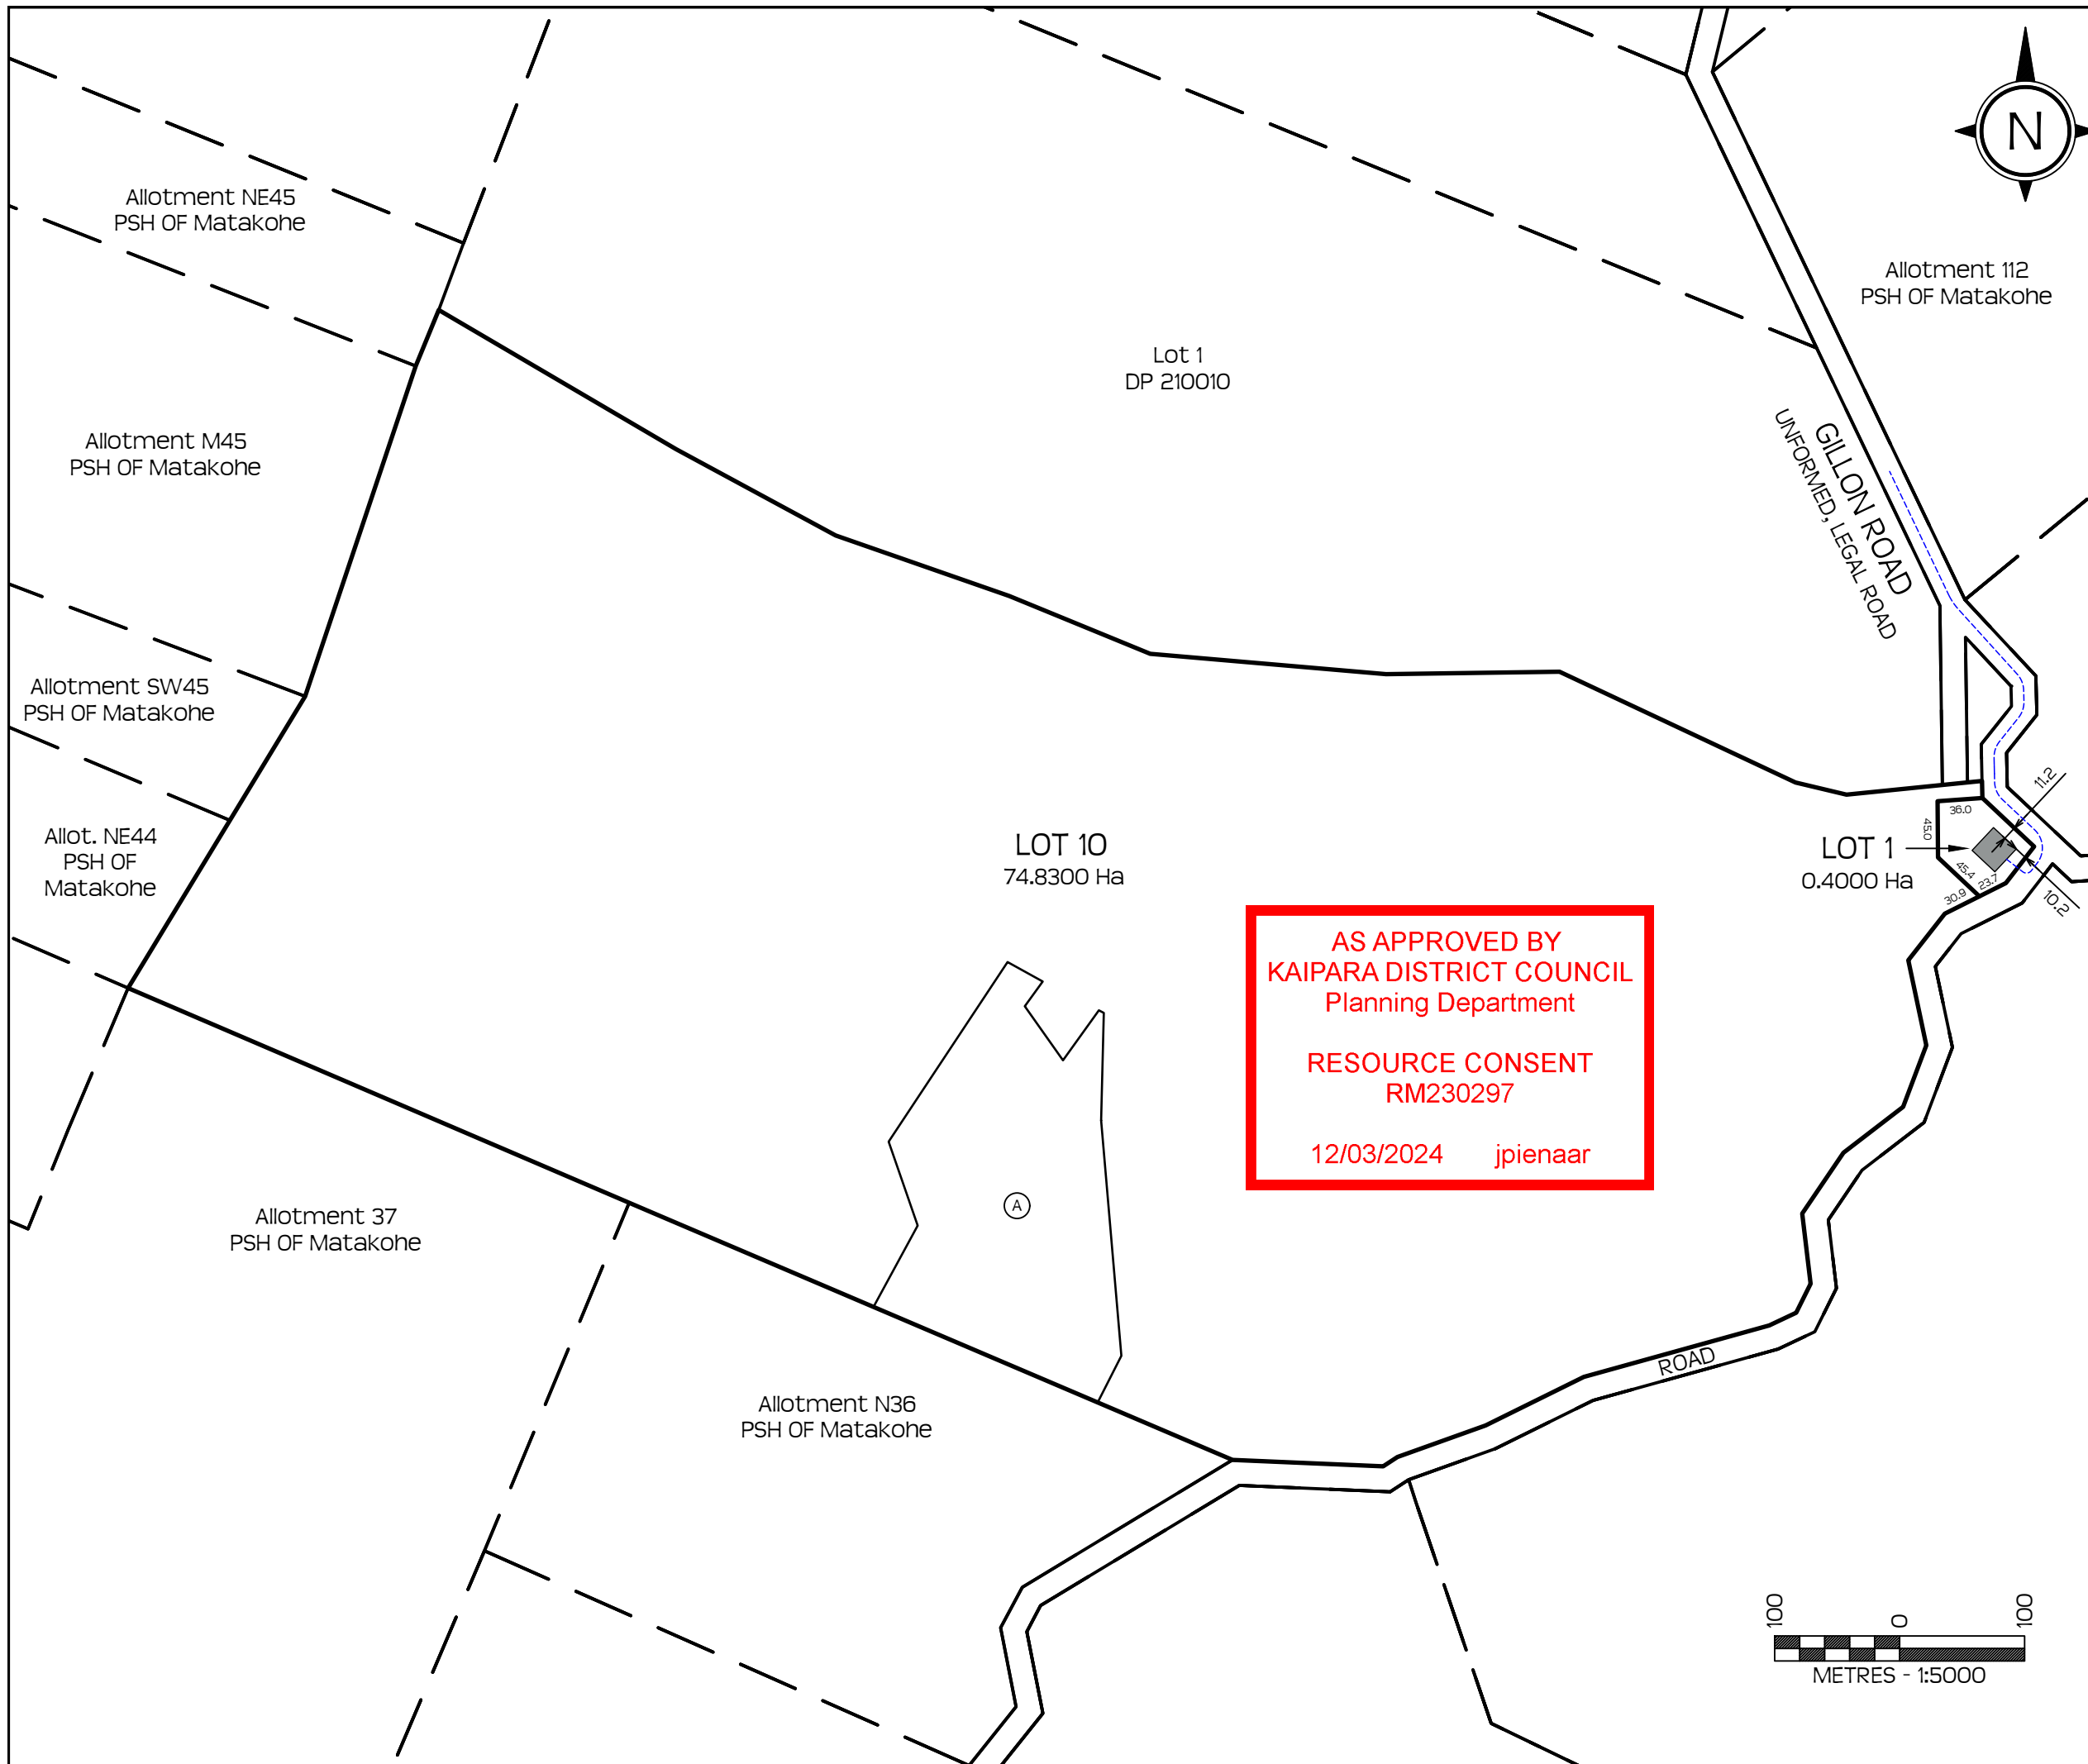 N
Allotment NE45
PSH OF Matakohe
Allotment 112
PSH OF Matakohe
Lot 1
DP 210010
Allotment M45
PSH OF Matakohe
GILLON ROAD
UNFORMED, LEGAL ROAD
Allotment SW45
PSH OF Matakohe
11.2
36.0
45.0
Allot. NE44
PSH OF
Matakohe
LOT 10
74.8300 Ha
LOT 1
0.4000 Ha
45.4
23.7
30.9
10.2
AS APPROVED BY
KAIPARA DISTRICT COUNCIL
Planning Department
RESOURCE CONSENT
RM230297
12/03/2024 jpienaar
A
Allotment 37
PSH OF Matakohe
ROAD
Allotment N36
PSH OF Matakohe
100 0 100
METRES - 1:5000